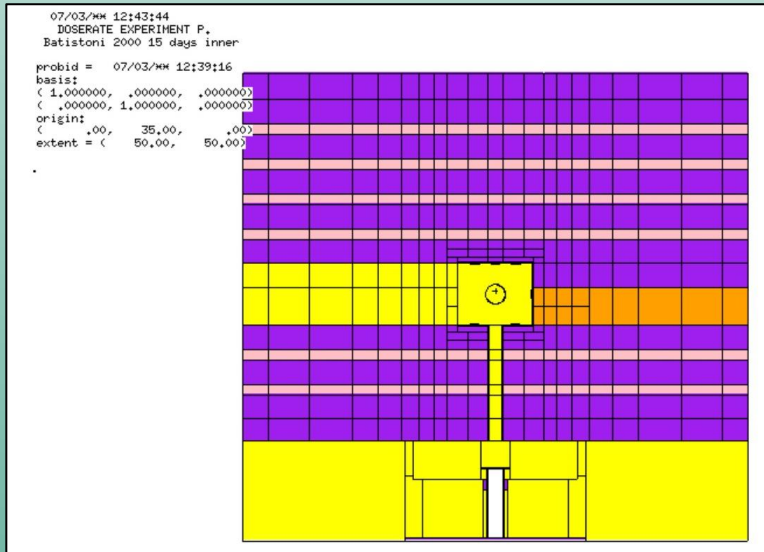 07/03/** 12:43:44
DOSERATE EXPERIMENT P.
Batistoni 2000 15 days inner
probid = 07/03/** 12:39:16
basis:
( 1.000000, .000000, .000000)
( .000000, 1.000000, .000000)
origin:
( .00, 35.00, .00)
extent = ( 50.00, 50.00)